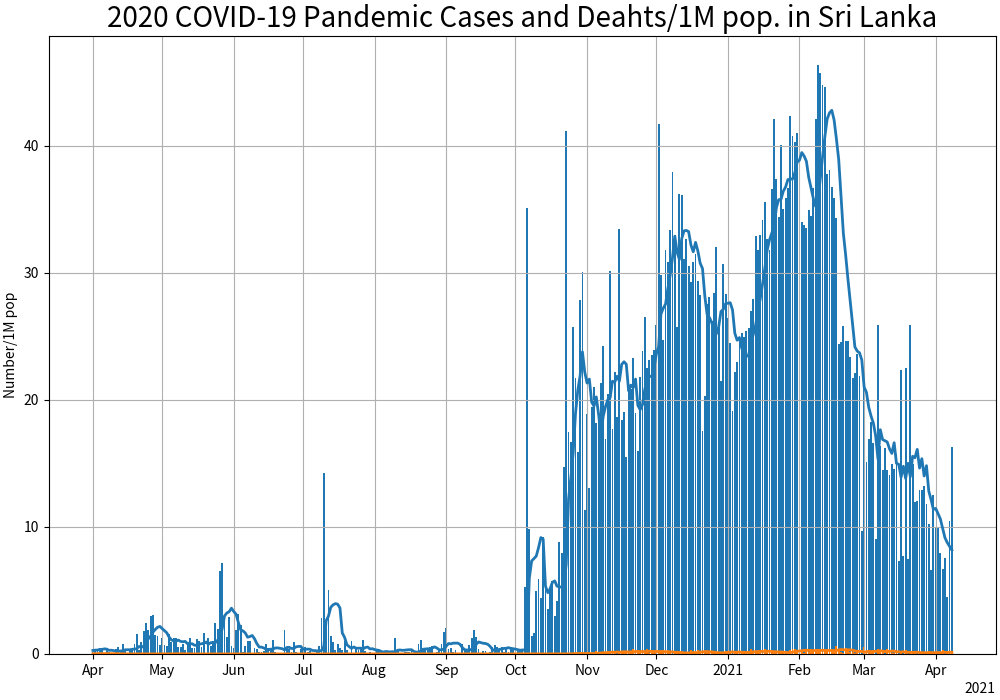 2020 COVID-19 Pandemic Cases and Deahts/1M pop. in Sri Lanka
Number/1M pop
40
30
20
10
0
Apr May Jun Jul Aug Sep Oct Nov Dec 2021 Feb Mar Apr
2021